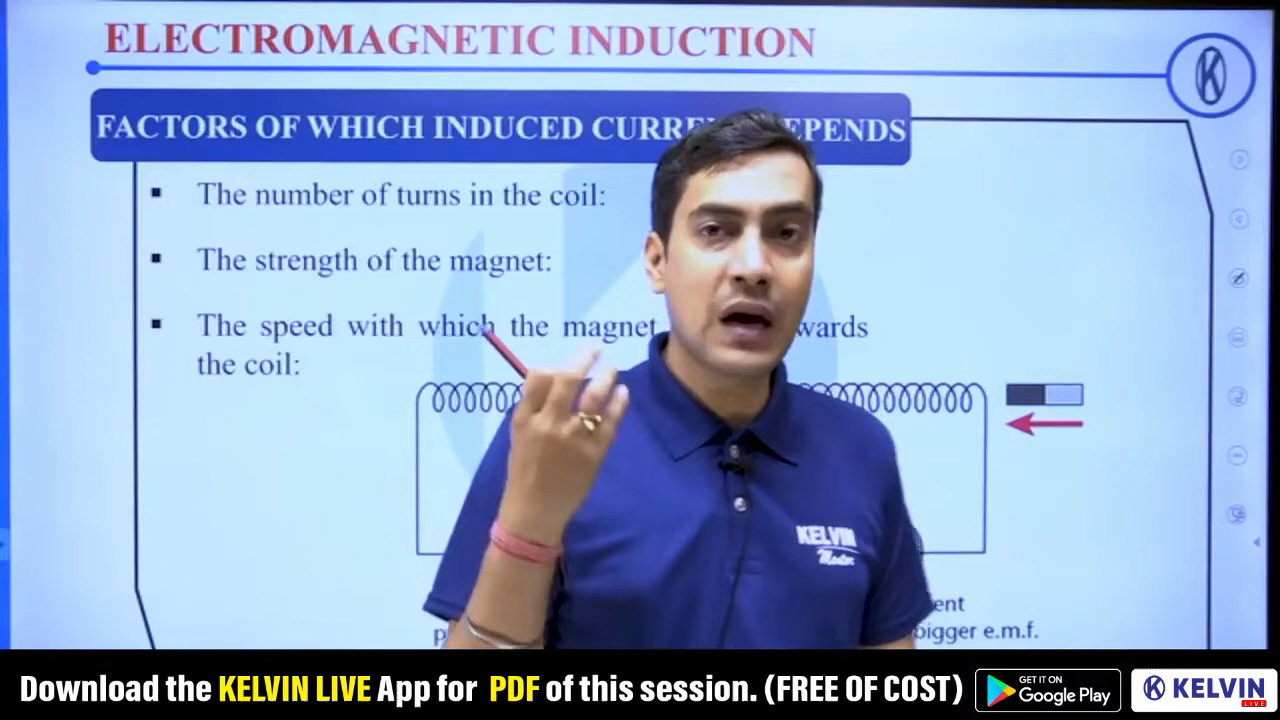 ELECTROMAGNETIC INDUCTION
K
FACTORS OF WHICH INDUCED EPENDS
The number of turns in the coil:
The strength of the magnet:
The speed with which the magnet wards
the coil:
KELVIN
ent
bigger e.m.f.
Download the KELVIN LIVE App for PDF of this session. (FREE OF COST)
GET IT ON
Google Play
KELVIN
LIVE